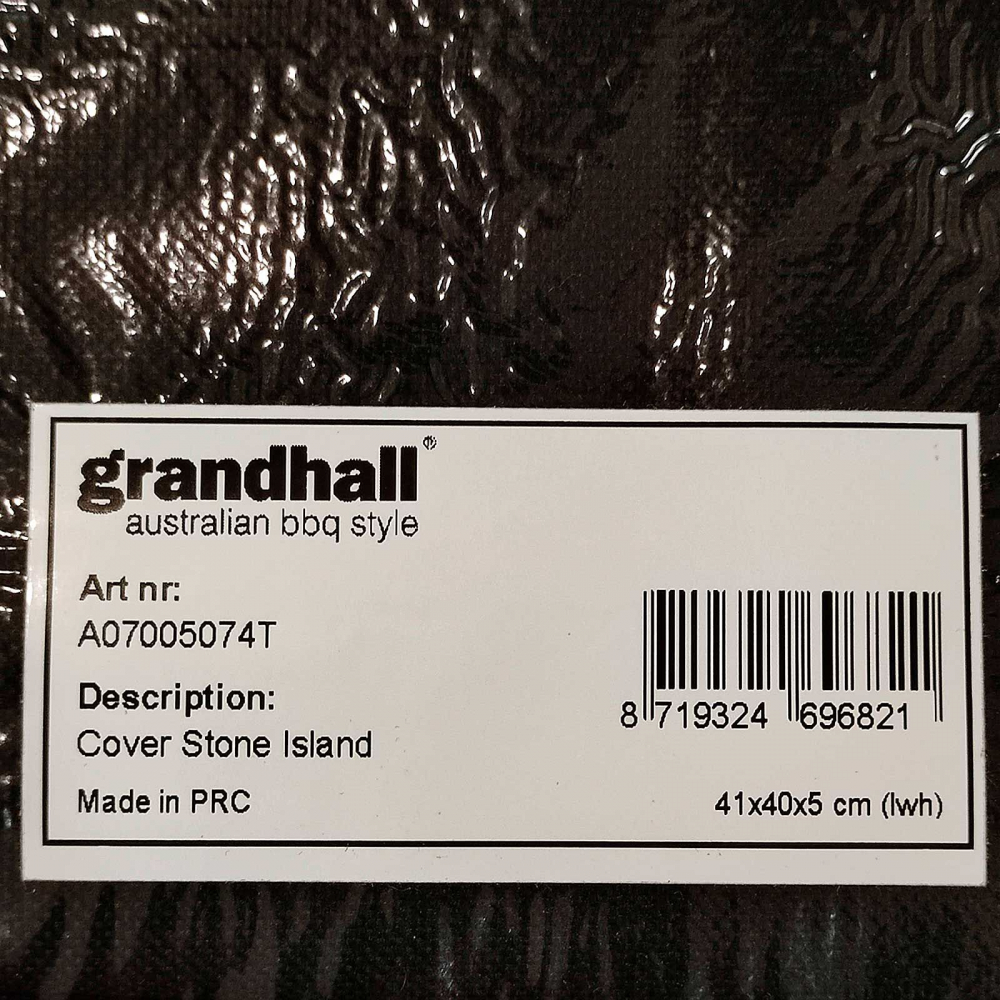 grandhall®
australian bbq style
Art nr:
A07005074T
Description:
Cover Stone Island
Made in PRC
8 719324 696821
41x40x5 cm (lwh)